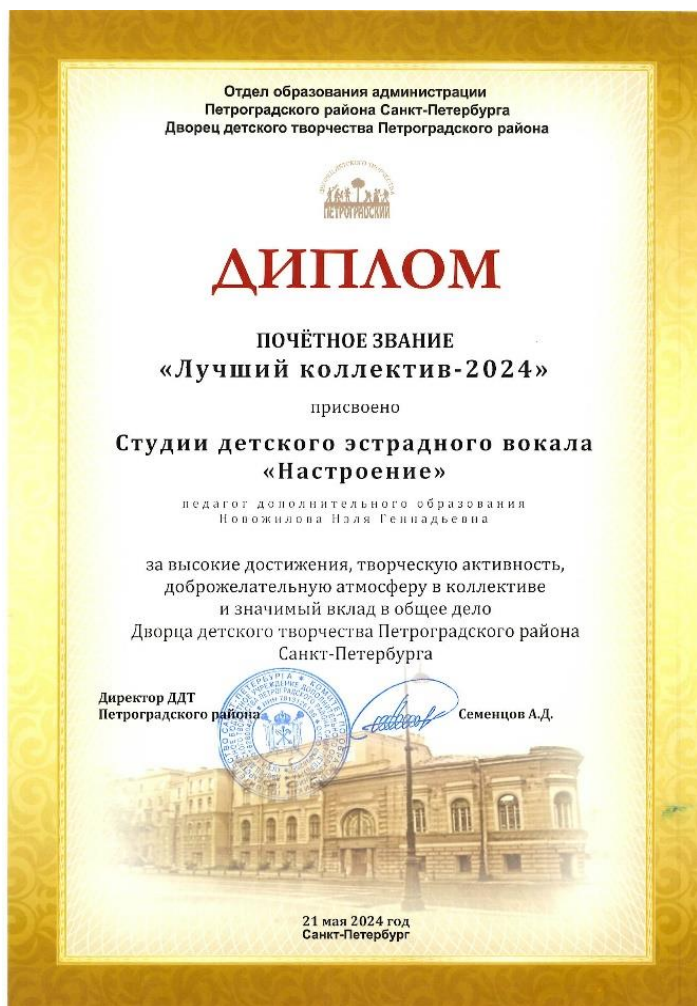 Отдел образования администрации
Петроградского района Санкт-Петербурга
Дворец детского творчества Петроградского района
ПЕТРОГРАДСКИЙ
ДИПЛОМ
ПОЧЁТНОЕ ЗВАНИЕ
«Лучший коллектив-2024»
присвоено
Студии детского эстрадного вокала
«Настроение»
педагог дополнительного образования
Новожилова Нэля Геннадьевна
за высокие достижения, творческую активность,
доброжелательную атмосферу в коллективе
и значимый вклад в общее дело
Дворца детского творчества Петроградского района
Санкт-Петербурга
Директор ДДТ
Петроградского района
Семенцов А.Д.
21 мая 2024 год
Санкт-Петербург